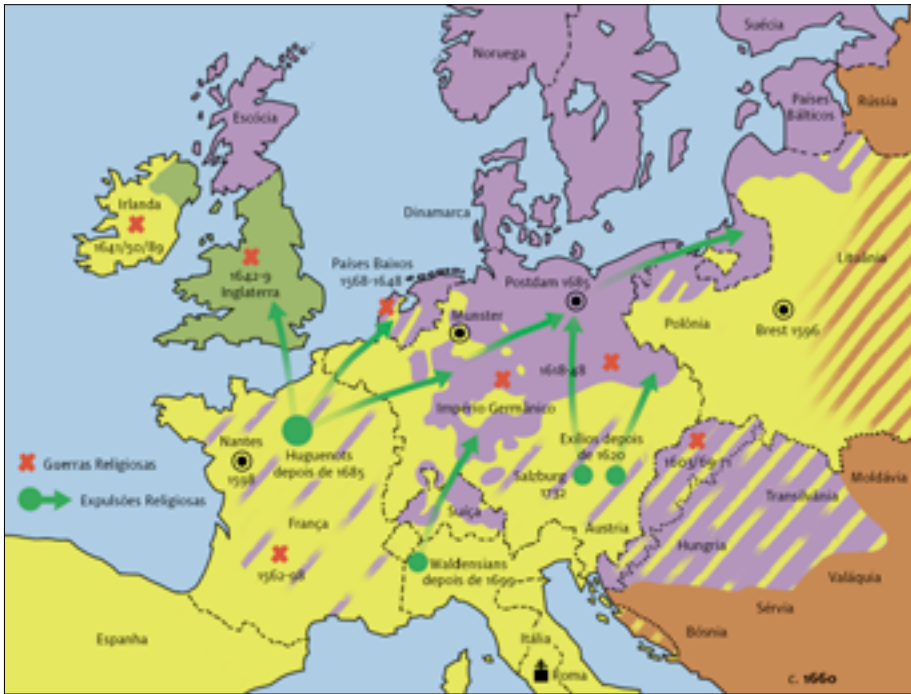 Suécia
Noruega
Rússia
Países
Bálticos
Escócia
Irlanda
1641/50/89
Dinamarca
1642-9
Inglaterra
Países Baixos
1568-1648
Postdam 1685
Lituânia
Munster
Polónia
Brest 1596
1618-48
Império Germânico
Nantes
1598
Huguenots
depois de 1685
Exílios depois
de 1620
Salzburg
1732
Guerras Religiosas
Expulsões Religiosas
Moldávia
Transilvânia
França
Suiça
Austria
Hungria
1562-98
Waldensians
depois de 1699
Valáquia
Sérvia
Bósnia
Espanha
Itália
Roma
c. 1660